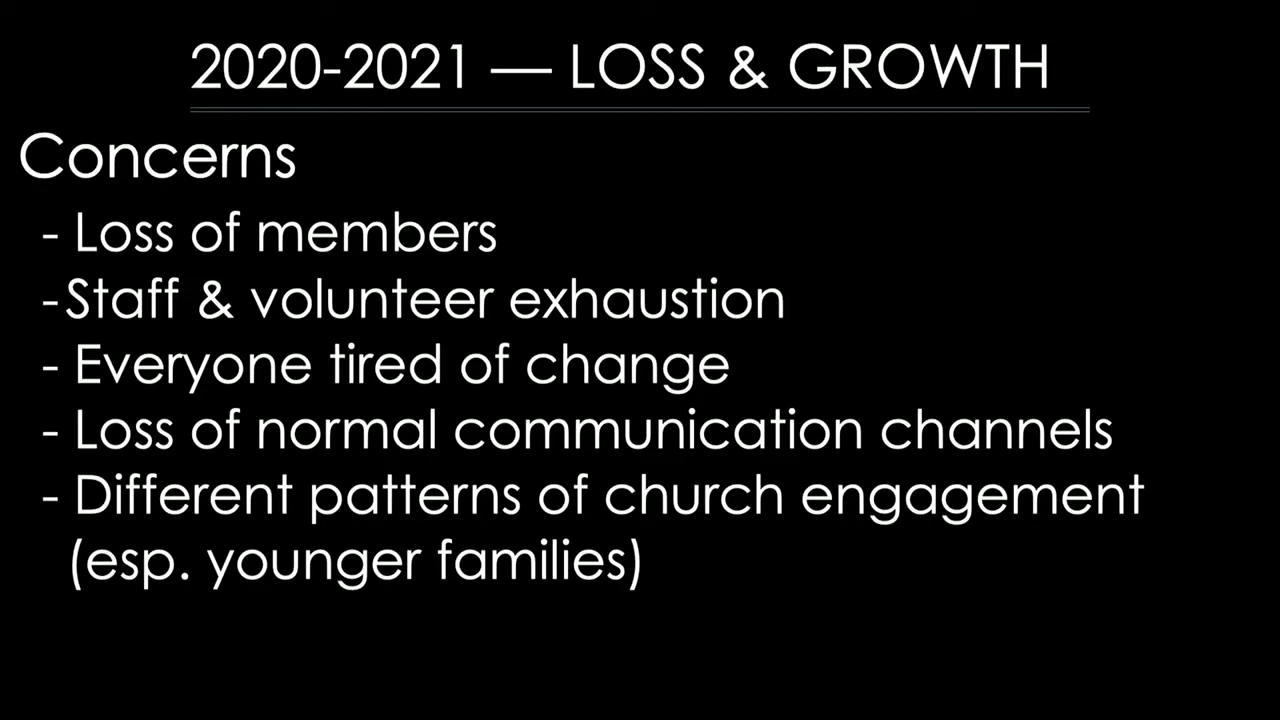 2020-2021 — LOSS & GROWTH
Concerns
- Loss of members
-Staff & volunteer exhaustion
- Everyone tired of change
- Loss of normal communication channels
- Different patterns of church engagement
(esp. younger families)